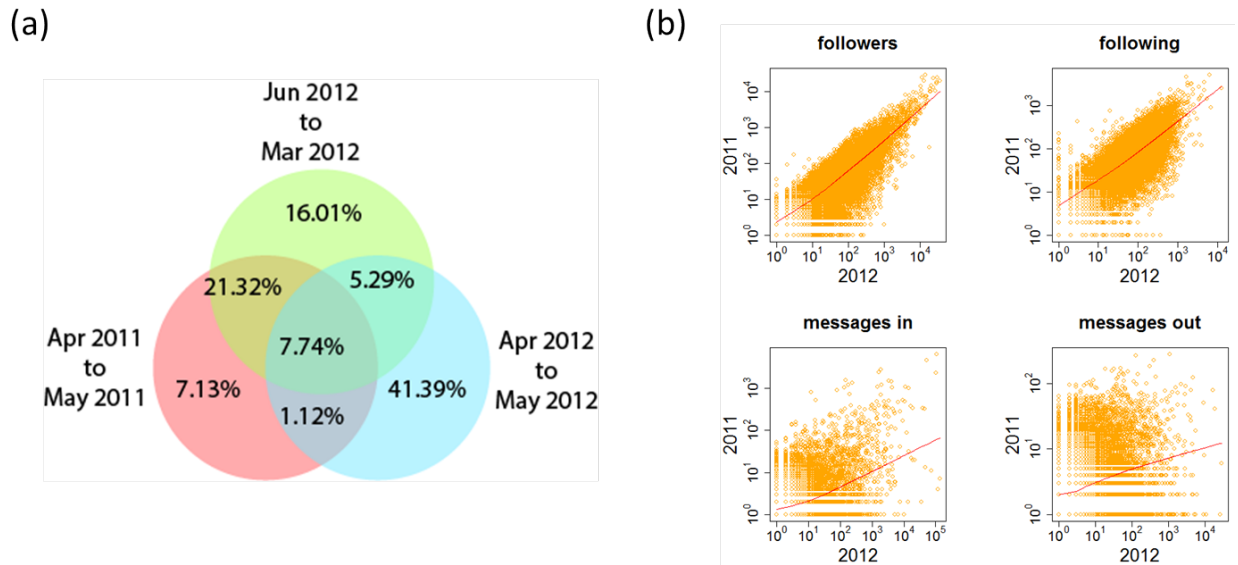 (a)
Jun 2012
to
Mar 2012
16.01%
21.32%
5.29%
Apr 2011
to
May 2011
7.74%
Apr 2012
to
May 2012
7.13%
41.39%
1.12%
(b)
followers
2011
10^0 10^1 10^2 10^3 10^4
10^0 10^1 10^2 10^3 10^4
2012
following
2011
10^0 10^1 10^2 10^3
10^0 10^1 10^2 10^3 10^4
2012
messages in
2011
10^0 10^1 10^2 10^3
10^0 10^1 10^2 10^3 10^4 10^5
2012
messages out
2011
10^0 10^1 10^2
10^0 10^1 10^2 10^3 10^4
2012